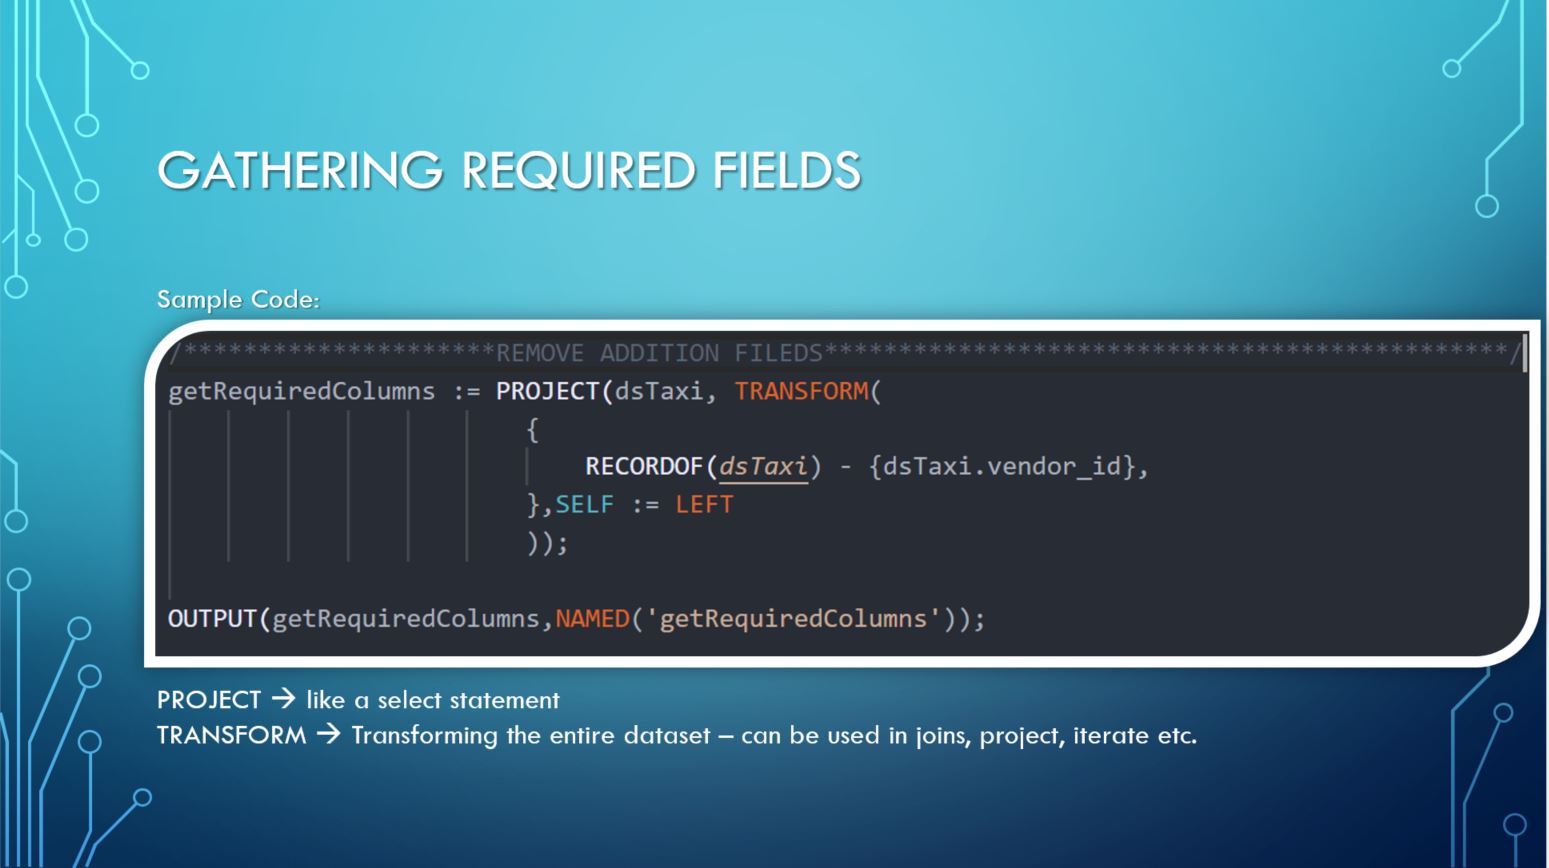 GATHERING REQUIRED FIELDS
Sample Code:
/*********************REMOVE ADDITION FILEDS**********************************************/
getRequiredColumns := PROJECT(dsTaxi, TRANSFORM(
{
RECORDOF(dsTaxi) - {dsTaxi.vendor_id},
},SELF := LEFT
));
OUTPUT(getRequiredColumns,NAMED('getRequiredColumns'));
PROJECT → like a select statement
TRANSFORM → Transforming the entire dataset – can be used in joins, project, iterate etc.